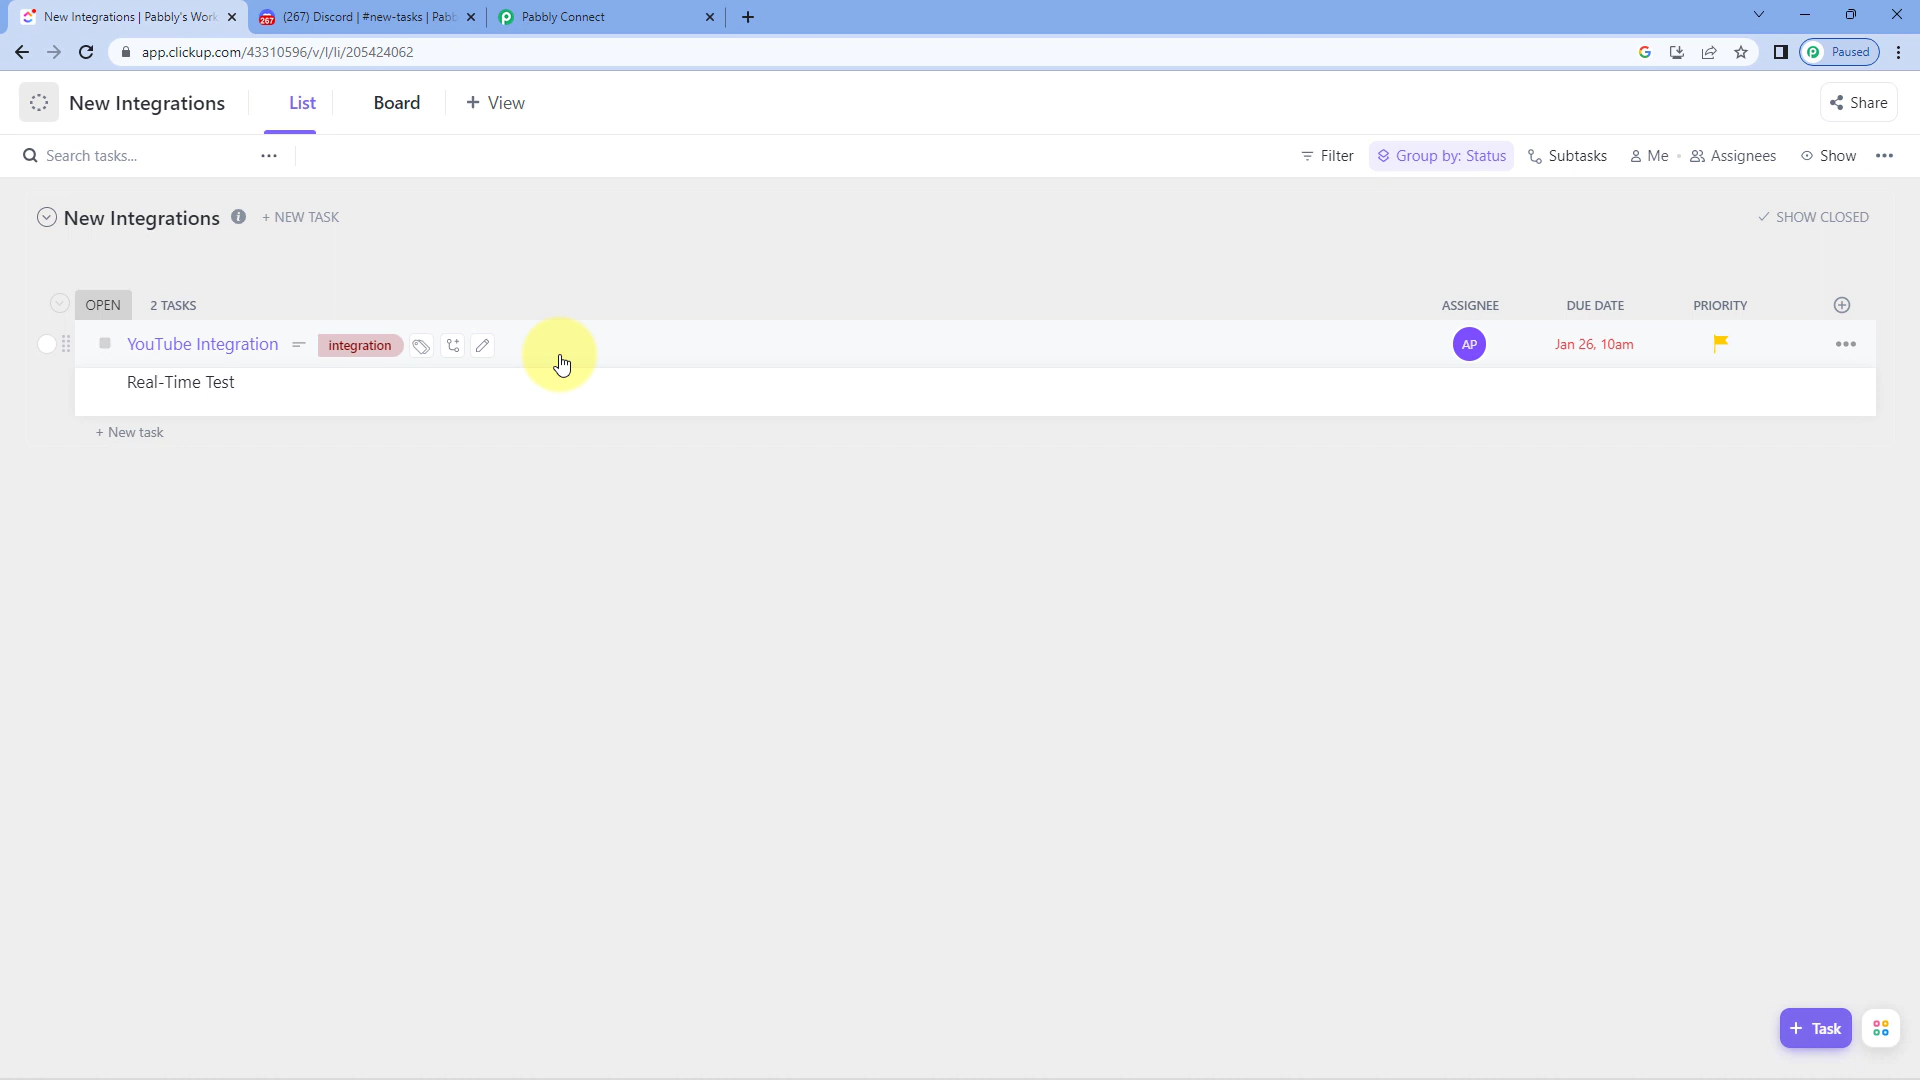 New Integrations | Pabbly's Work
(267) Discord | #new-tasks | Pabb
Pabbly Connect
app.clickup.com/43310596/v/l/li/205424062
Paused
New Integrations
List
Board
+ View
Share
Search tasks...
Filter
Group by: Status
Subtasks
Me
Assignees
Show
New Integrations
+ NEW TASK
SHOW CLOSED
OPEN
2 TASKS
ASSIGNEE
DUE DATE
PRIORITY
YouTube Integration
integration
AP
Jan 26, 10am
Real-Time Test
+ New task
+ Task